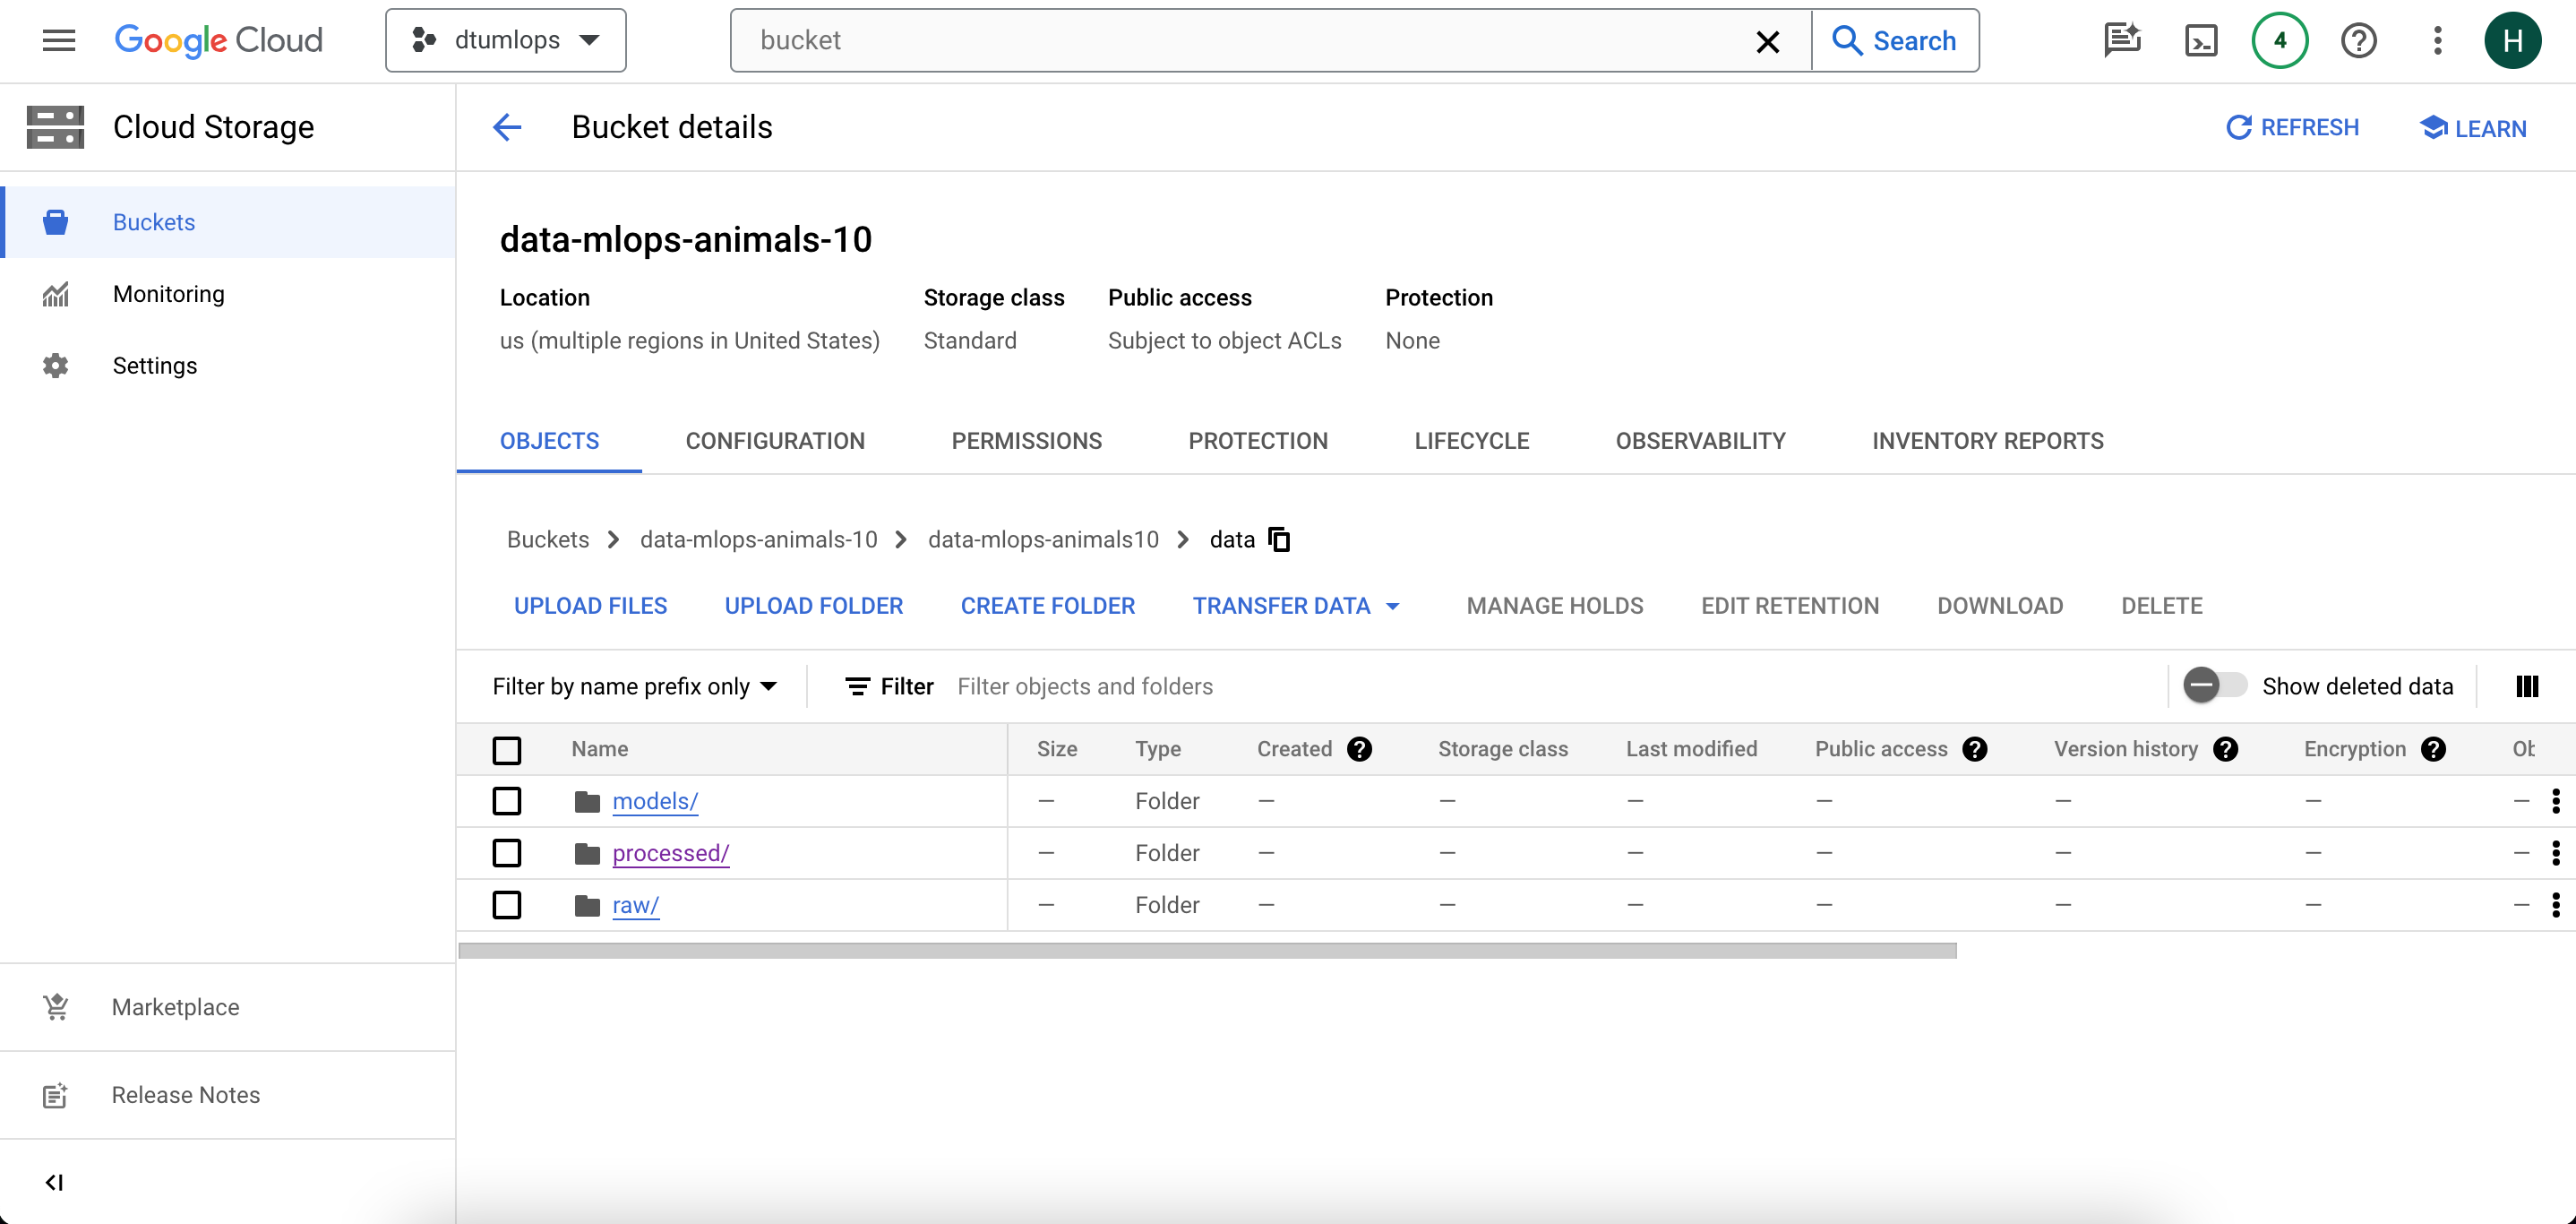 Google Cloud dtumlops bucket Search 4 H
Cloud Storage
Bucket details
REFRESH LEARN
Buckets
Monitoring
Settings
data-mlops-animals-10
Location Storage class Public access Protection
us (multiple regions in United States) Standard Subject to object ACLs None
OBJECTS CONFIGURATION PERMISSIONS PROTECTION LIFECYCLE OBSERVABILITY INVENTORY REPORTS
Buckets data-mlops-animals-10 data-mlops-animals10 data
UPLOAD FILES UPLOAD FOLDER CREATE FOLDER TRANSFER DATA MANAGE HOLDS EDIT RETENTION DOWNLOAD DELETE
Filter by name prefix only Filter Filter objects and folders Show deleted data
Name Size Type Created Storage class Last modified Public access Version history Encryption
models/ — Folder — — — — — — —
processed/ — Folder — — — — — — —
raw/ — Folder — — — — — — —
Marketplace
Release Notes